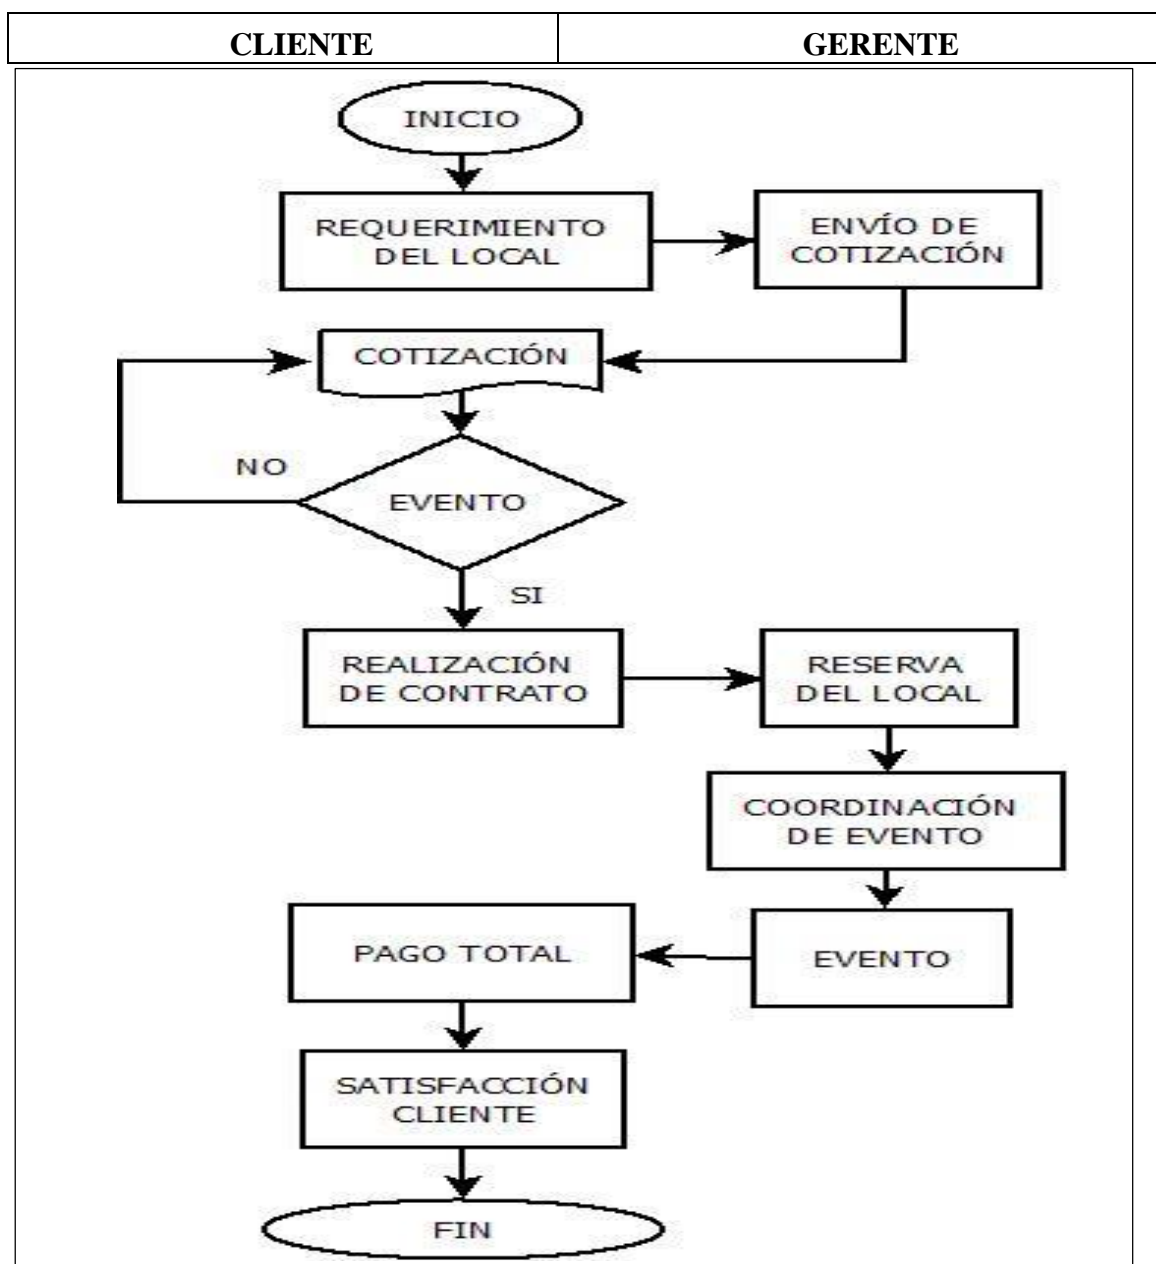 CLIENTE
GERENTE
INICIO
REQUERIMIENTO
DEL LOCAL
ENVÍO DE
COTIZACIÓN
COTIZACIÓN
NO
EVENTO
SI
REALIZACIÓN
DE CONTRATO
RESERVA
DEL LOCAL
COORDINACIÓN
DE EVENTO
EVENTO
PAGO TOTAL
SATISFACCIÓN
CLIENTE
FIN